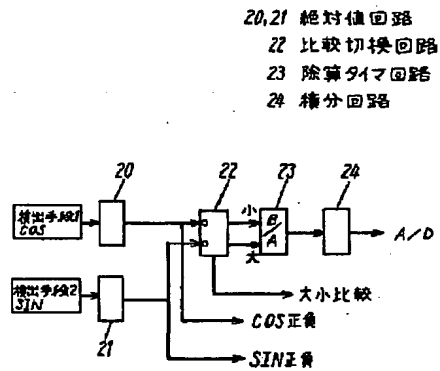 20,21 絶対値回路
22 比較切換回路
23 除算タイマ回路
24 積分回路
20
22
23
24
検出手段1
COS
小
大
B/A
A/D
検出手段2
SIN
21
大小比較
COS正負
SIN正負